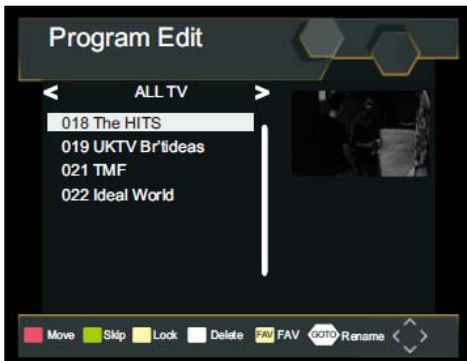 Program Edit
< ALL TV >
018 The HITS
019 UKTV Br'tideas
021 TMF
022 Ideal World
Move Skip Lock Delete FAV FAV GOTO Rename